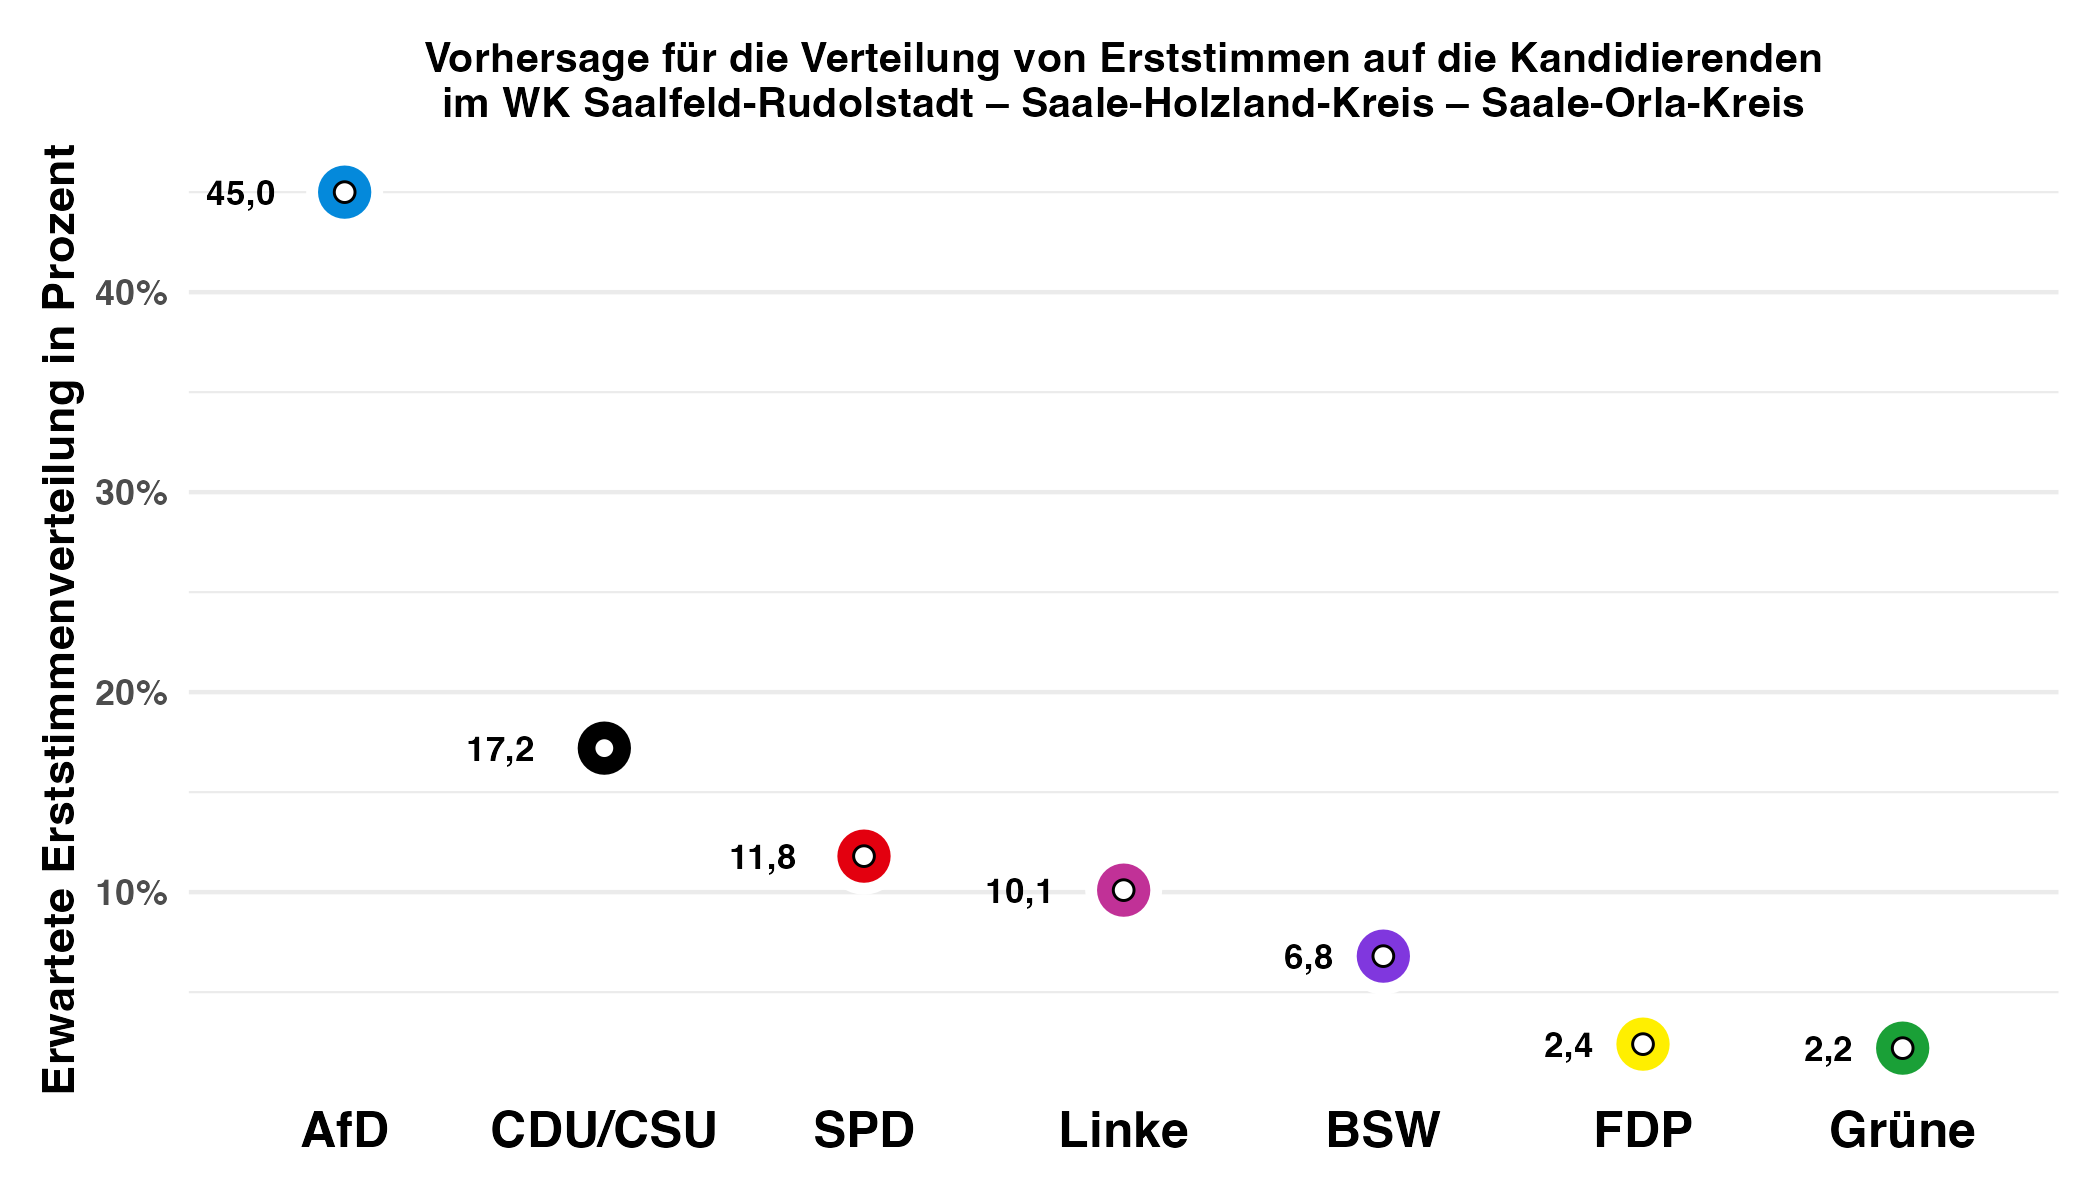 Vorhersage für die Verteilung von Erststimmen auf die Kandidierenden
im WK Saalfeld-Rudolstadt – Saale-Holzland-Kreis – Saale-Orla-Kreis
Erwartete Erststimmenverteilung in Prozent
40%
30%
20%
10%
45,0
17,2
11,8
10,1
6,8
2,4
2,2
AfD
CDU/CSU
SPD
Linke
BSW
FDP
Grüne